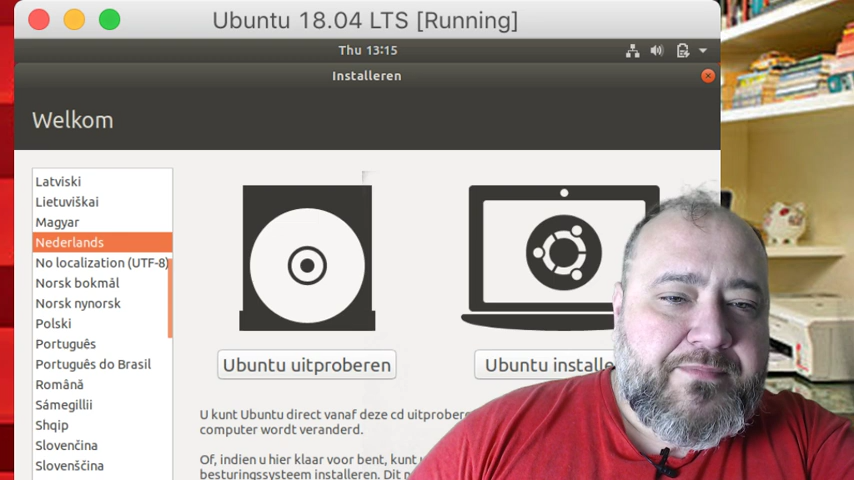 Ubuntu 18.04 LTS [Running]
Thu 13:15
Installeren
Welkom
Latviski
Lietuviškai
Magyar
Nederlands
No localization (UTF-8)
Norsk bokmål
Norsk nynorsk
Polski
Português
Português do Brasil
Română
Sámegillii
Shqip
Slovenčina
Slovenščina
Ubuntu uitproberen
Ubuntu installe
U kunt Ubuntu direct vanaf deze cd uitprobere
computer wordt veranderd.
Of, indien u hier klaar voor bent, kunt u
besturingssysteem installeren. Dit